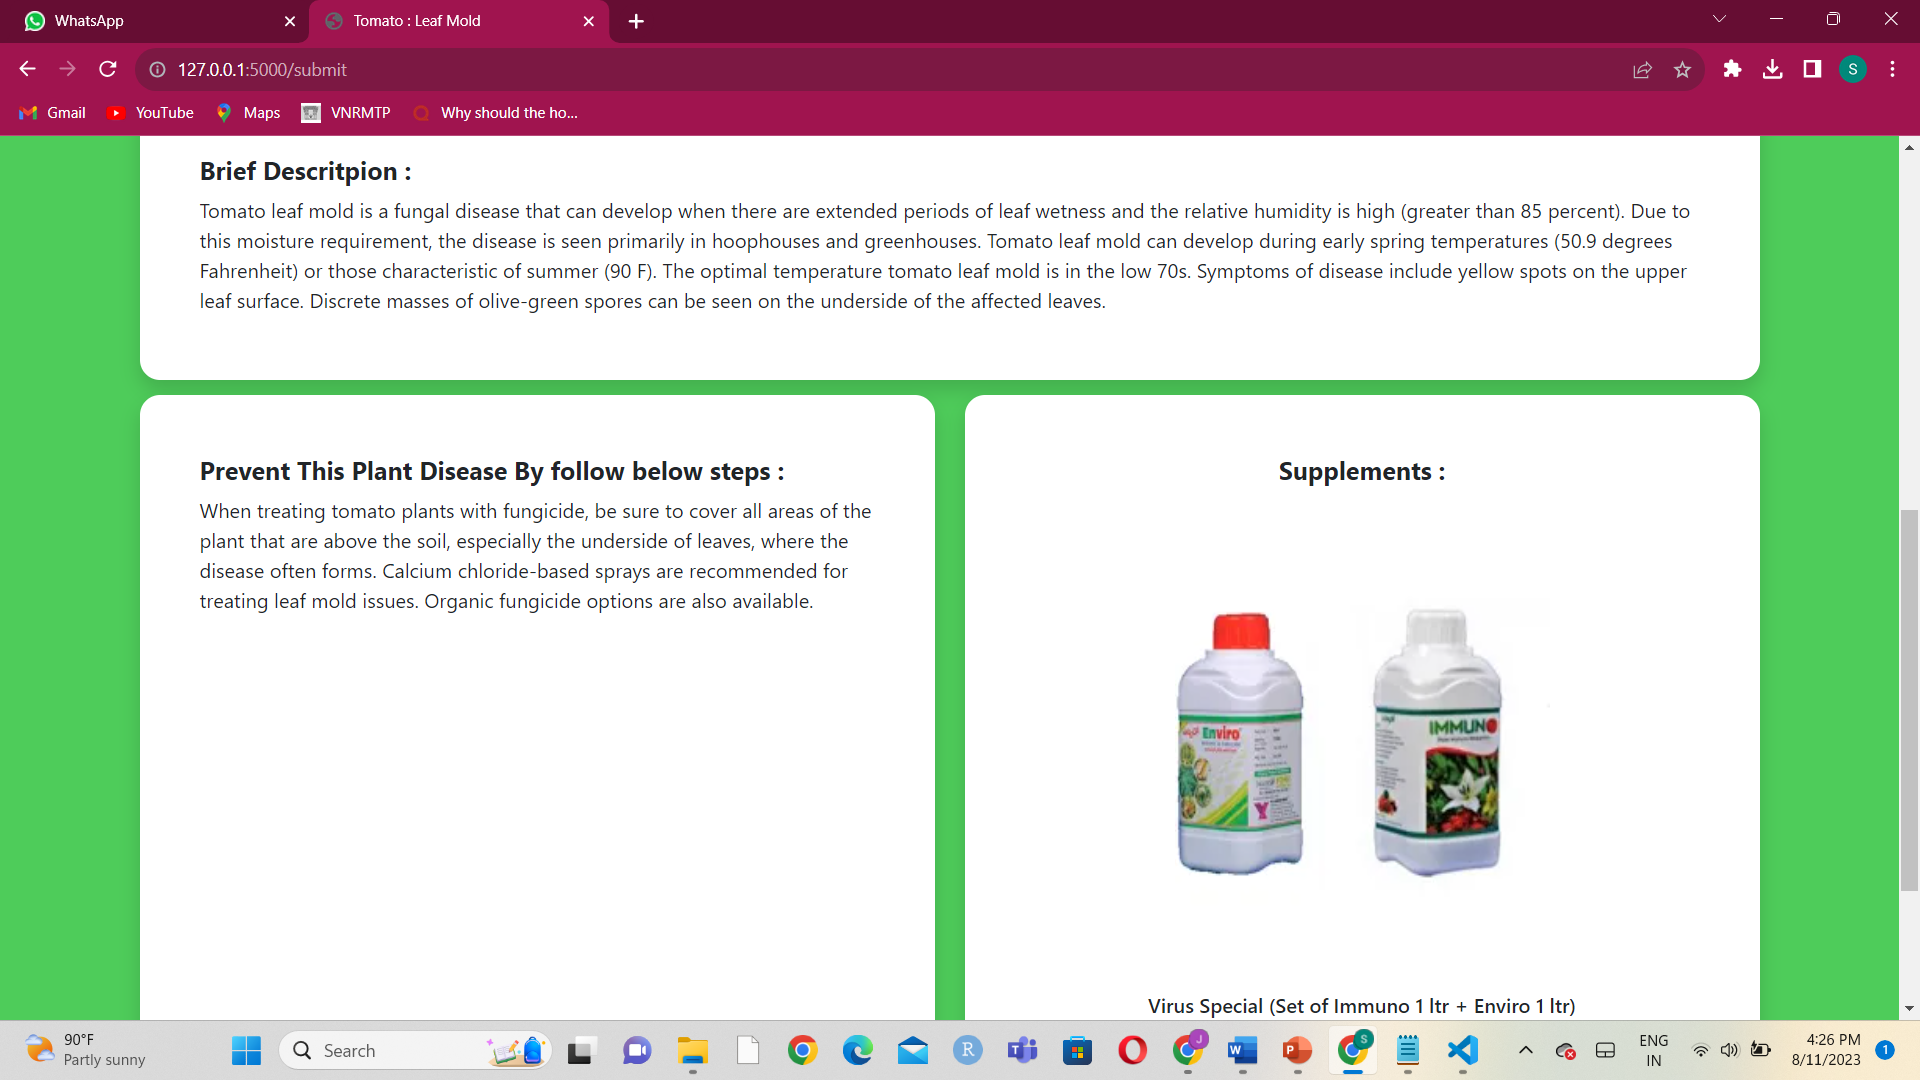 WhatsApp
Tomato : Leaf Mold
127.0.0.1:5000/submit
S
Gmail
YouTube
Maps
VNRMTP
Why should the ho...
Brief Descritpion :
Tomato leaf mold is a fungal disease that can develop when there are extended periods of leaf wetness and the relative humidity is high (greater than 85 percent). Due to
this moisture requirement, the disease is seen primarily in hoophouses and greenhouses. Tomato leaf mold can develop during early spring temperatures (50.9 degrees
Fahrenheit) or those characteristic of summer (90 F). The optimal temperature tomato leaf mold is in the low 70s. Symptoms of disease include yellow spots on the upper
leaf surface. Discrete masses of olive-green spores can be seen on the underside of the affected leaves.
Prevent This Plant Disease By follow below steps :
When treating tomato plants with fungicide, be sure to cover all areas of the
plant that are above the soil, especially the underside of leaves, where the
disease often forms. Calcium chloride-based sprays are recommended for
treating leaf mold issues. Organic fungicide options are also available.
Supplements :
Enviro
IMMUNO
Virus Special (Set of Immuno 1 ltr + Enviro 1 ltr)
90°F
Partly sunny
Search
R
T
J
W
P
S
ENG
IN
4:26 PM
8/11/2023
1